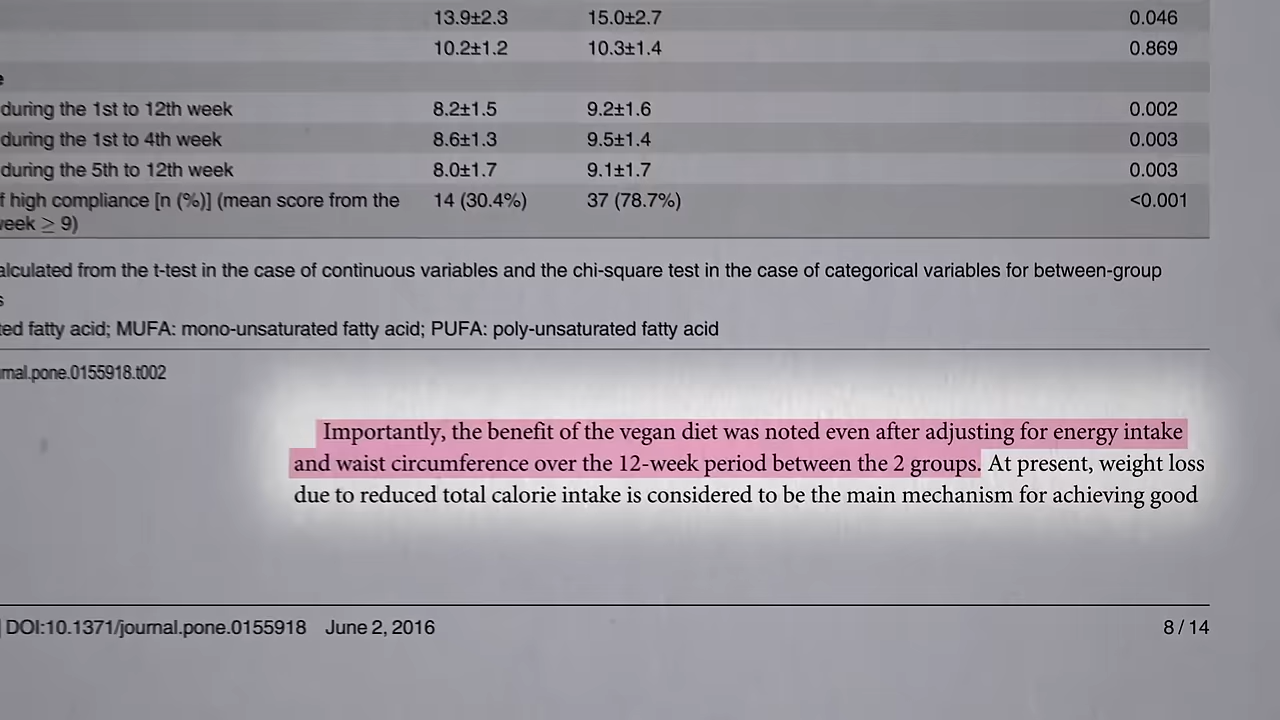 13.9±2.3 15.0±2.7 0.046
10.2±1.2 10.3±1.4 0.869
during the 1st to 12th week 8.2±1.5 9.2±1.6 0.002
during the 1st to 4th week 8.6±1.3 9.5±1.4 0.003
during the 5th to 12th week 8.0±1.7 9.1±1.7 0.003
high compliance [n (%)] (mean score from the 14 (30.4%) 37 (78.7%) <0.001
≥ 9)
from the t-test in the case of continuous variables and the chi-square test in the case of categorical variables for between-group
fatty acid; MUFA: mono-unsaturated fatty acid; PUFA: poly-unsaturated fatty acid
rnal.pone.0155918.t002
Importantly, the benefit of the vegan diet was noted even after adjusting for energy intake
and waist circumference over the 12-week period between the 2 groups. At present, weight loss
due to reduced total calorie intake is considered to be the main mechanism for achieving good
DOI:10.1371/journal.pone.0155918 June 2, 2016 8 / 14